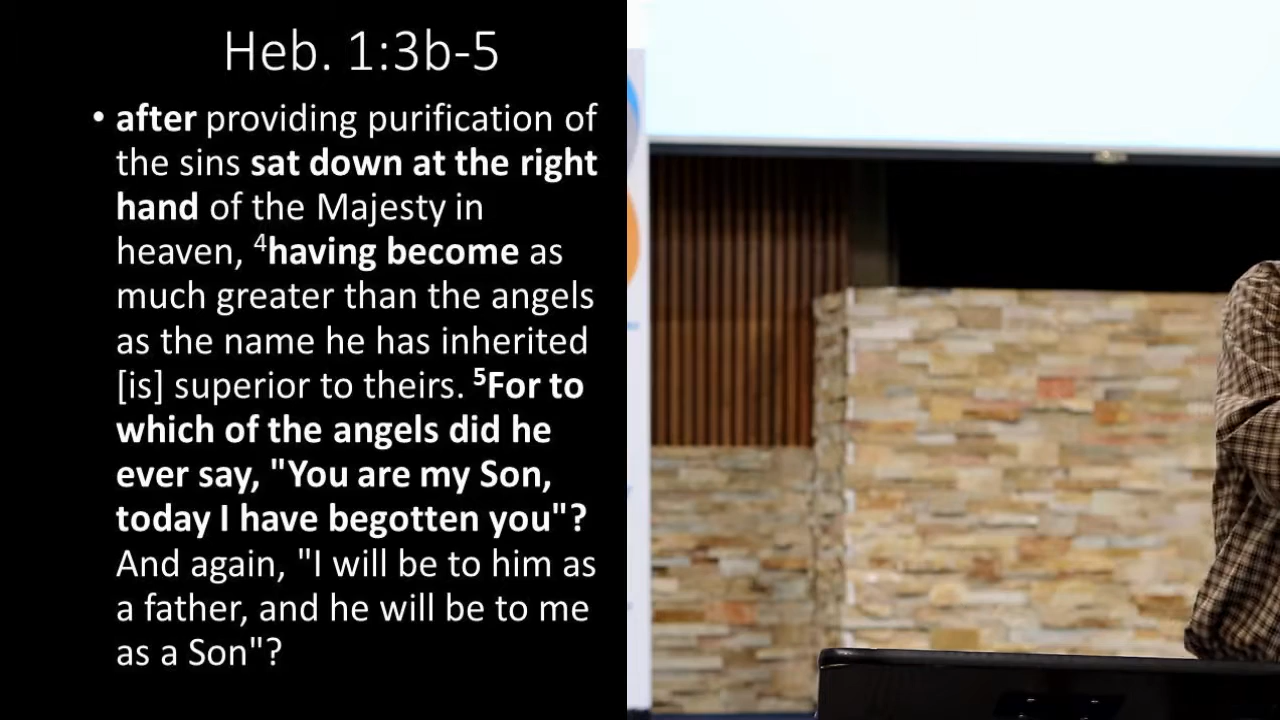 Heb. 1:3b-5
• after providing purification of
the sins sat down at the right
hand of the Majesty in
heaven, ⁴having become as
much greater than the angels
as the name he has inherited
[is] superior to theirs. ⁵For to
which of the angels did he
ever say, "You are my Son,
today I have begotten you"?
And again, "I will be to him as
a father, and he will be to me
as a Son"?